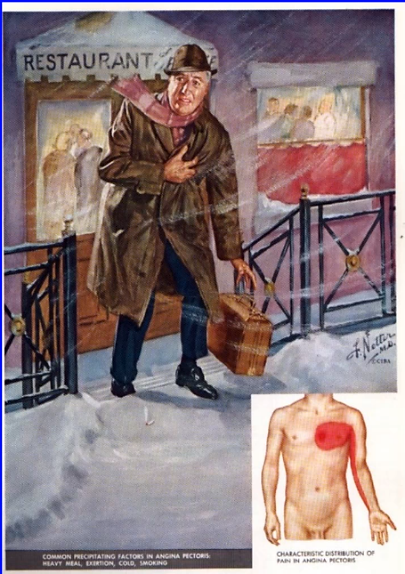 RESTAURANT
F. Netter
M.D.
©CIBA
COMMON PRECIPITATING FACTORS IN ANGINA PECTORIS:
HEAVY MEAL, EXERTION, COLD, SMOKING
CHARACTERISTIC DISTRIBUTION OF
PAIN IN ANGINA PECTORIS